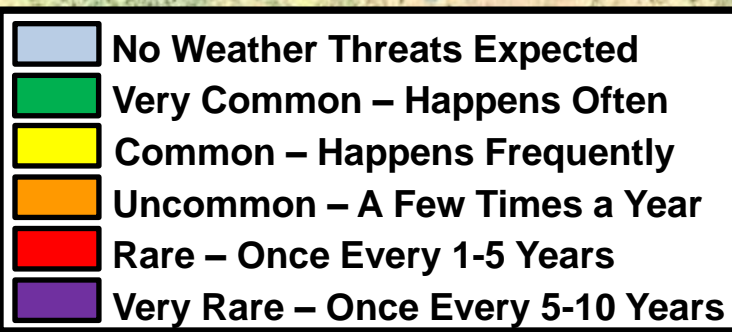 No Weather Threats Expected
Very Common – Happens Often
Common – Happens Frequently
Uncommon – A Few Times a Year
Rare – Once Every 1-5 Years
Very Rare – Once Every 5-10 Years